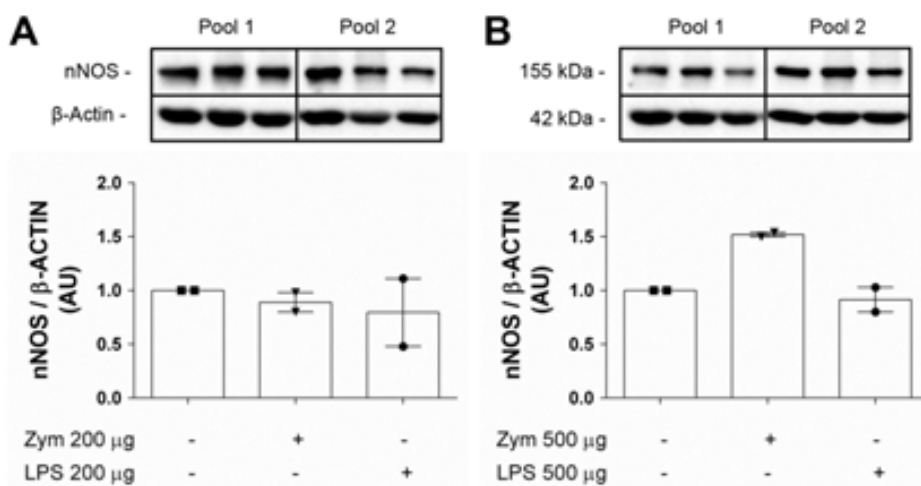 A
Pool 1 Pool 2
nNOS -
β-Actin -
nNOS / β-ACTIN
(AU)
2.0
1.5
1.0
0.5
0.0
Zym 200 µg - + -
LPS 200 µg - - +
B
Pool 1 Pool 2
155 kDa -
42 kDa -
nNOS / β-ACTIN
(AU)
2.0
1.5
1.0
0.5
0.0
Zym 500 µg - + -
LPS 500 µg - - +